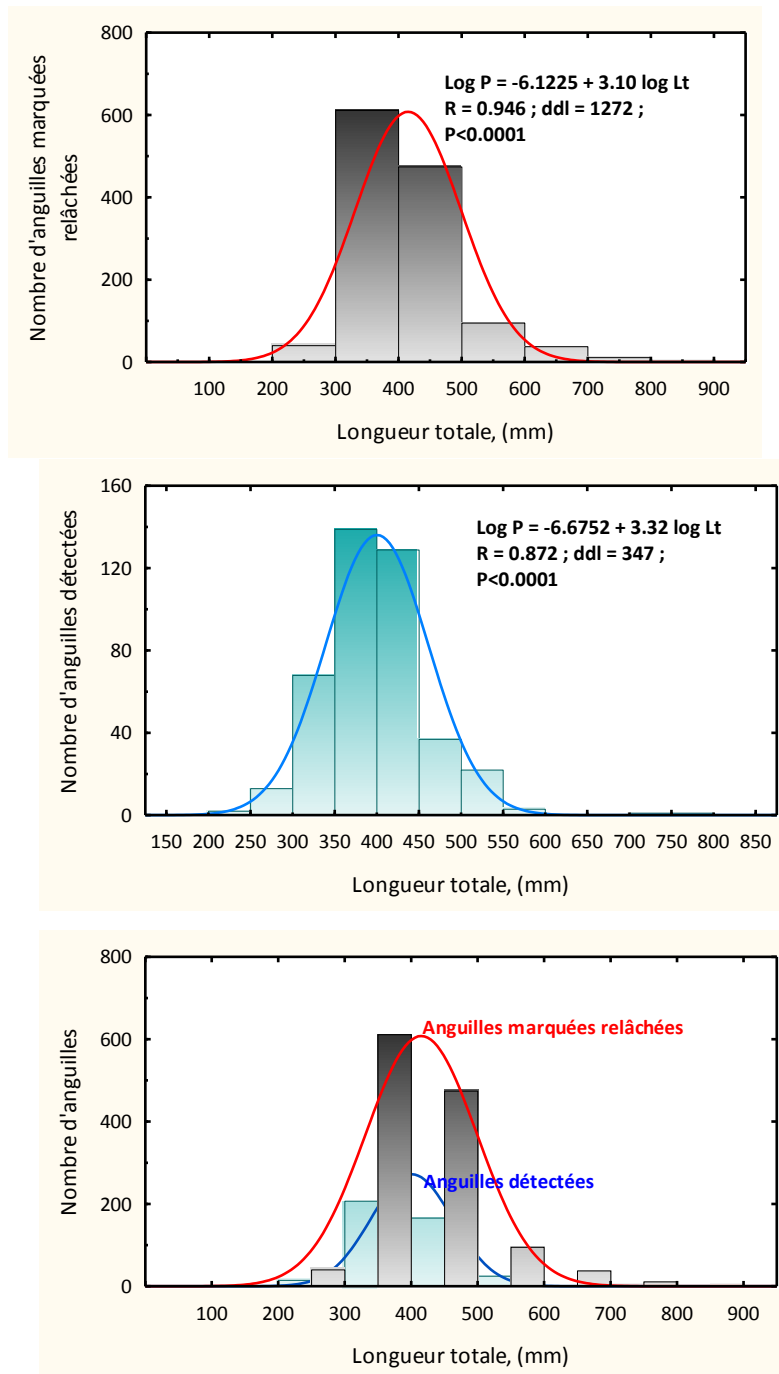 800
600
400
200
0
Nombre d'anguilles marquées
relâchées
Log P = -6.1225 + 3.10 log Lt
R = 0.946 ; ddl = 1272 ;
P<0.0001
100 200 300 400 500 600 700 800 900
Longueur totale, (mm)
160
120
80
40
0
Nombre d'anguilles détectées
Log P = -6.6752 + 3.32 log Lt
R = 0.872 ; ddl = 347 ;
P<0.0001
150 200 250 300 350 400 450 500 550 600 650 700 750 800 850
Longueur totale, (mm)
800
600
400
200
0
Nombre d'anguilles
Anguilles marquées relâchées
Anguilles détectées
100 200 300 400 500 600 700 800 900
Longueur totale, (mm)